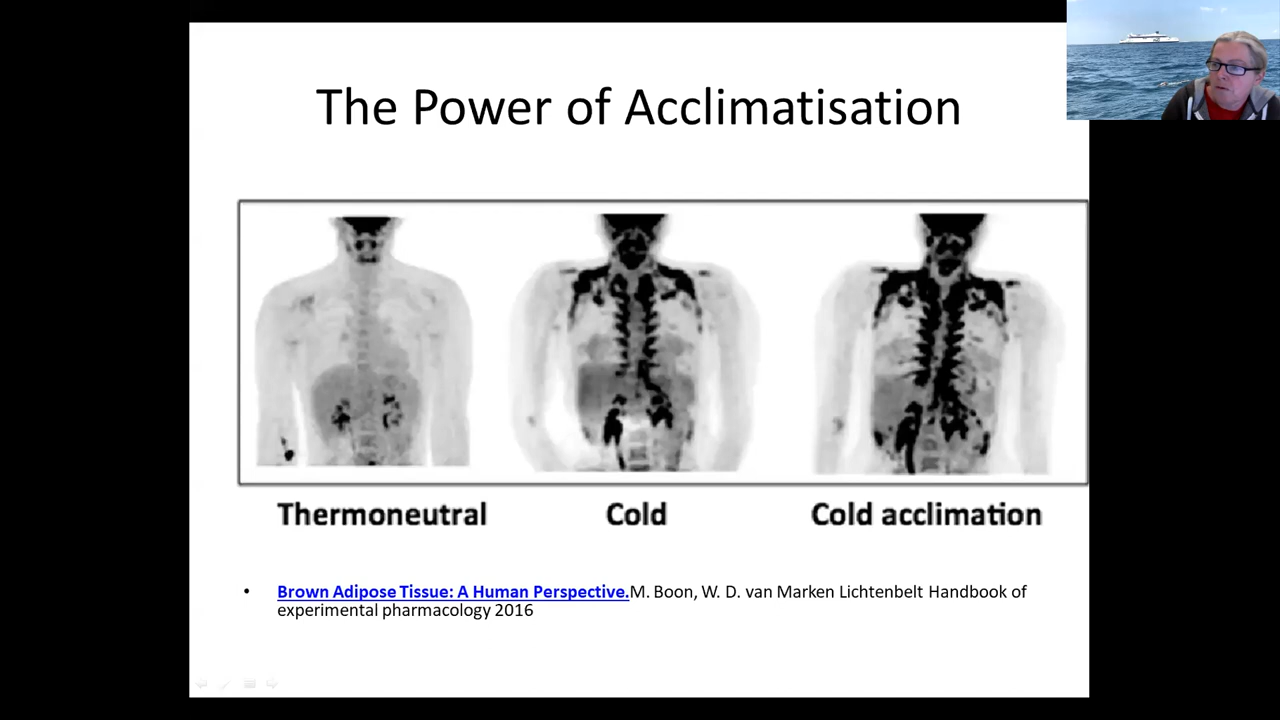 The Power of Acclimatisation
Thermoneutral
Cold
Cold acclimation
• Brown Adipose Tissue: A Human Perspective.M. Boon, W. D. van Marken Lichtenbelt Handbook of
experimental pharmacology 2016